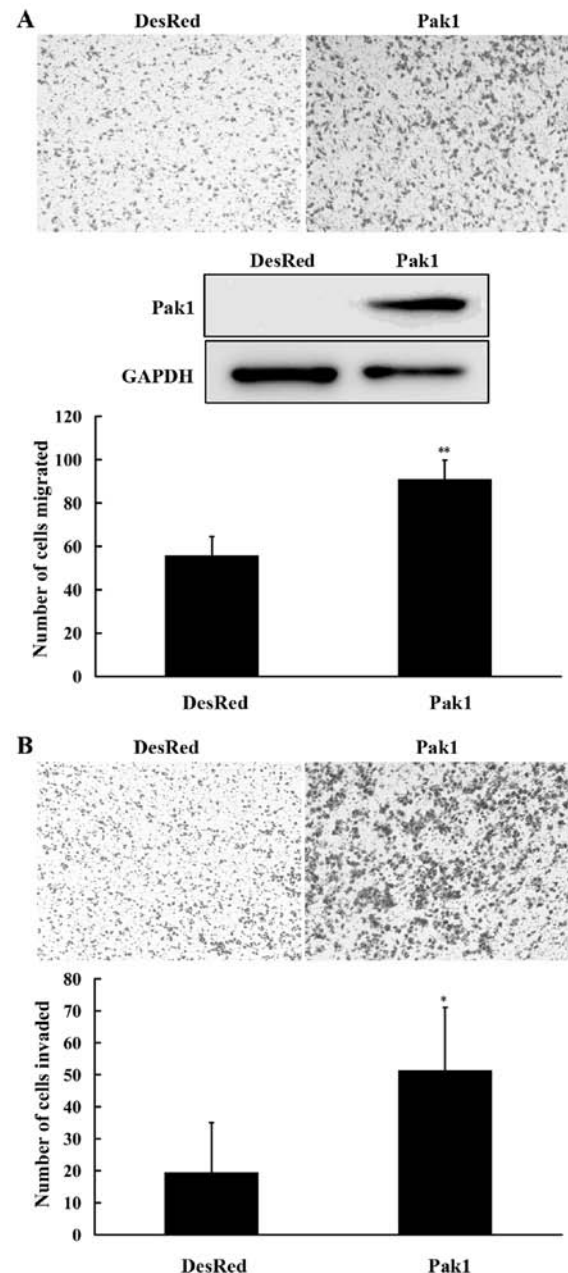 A
DesRed Pak1
DesRed Pak1
Pak1
GAPDH
120
100
80
60
40
20
0
Number of cells migrated
**
DesRed Pak1
B
DesRed Pak1
80
70
60
50
40
30
20
10
0
Number of cells invaded
*
DesRed Pak1